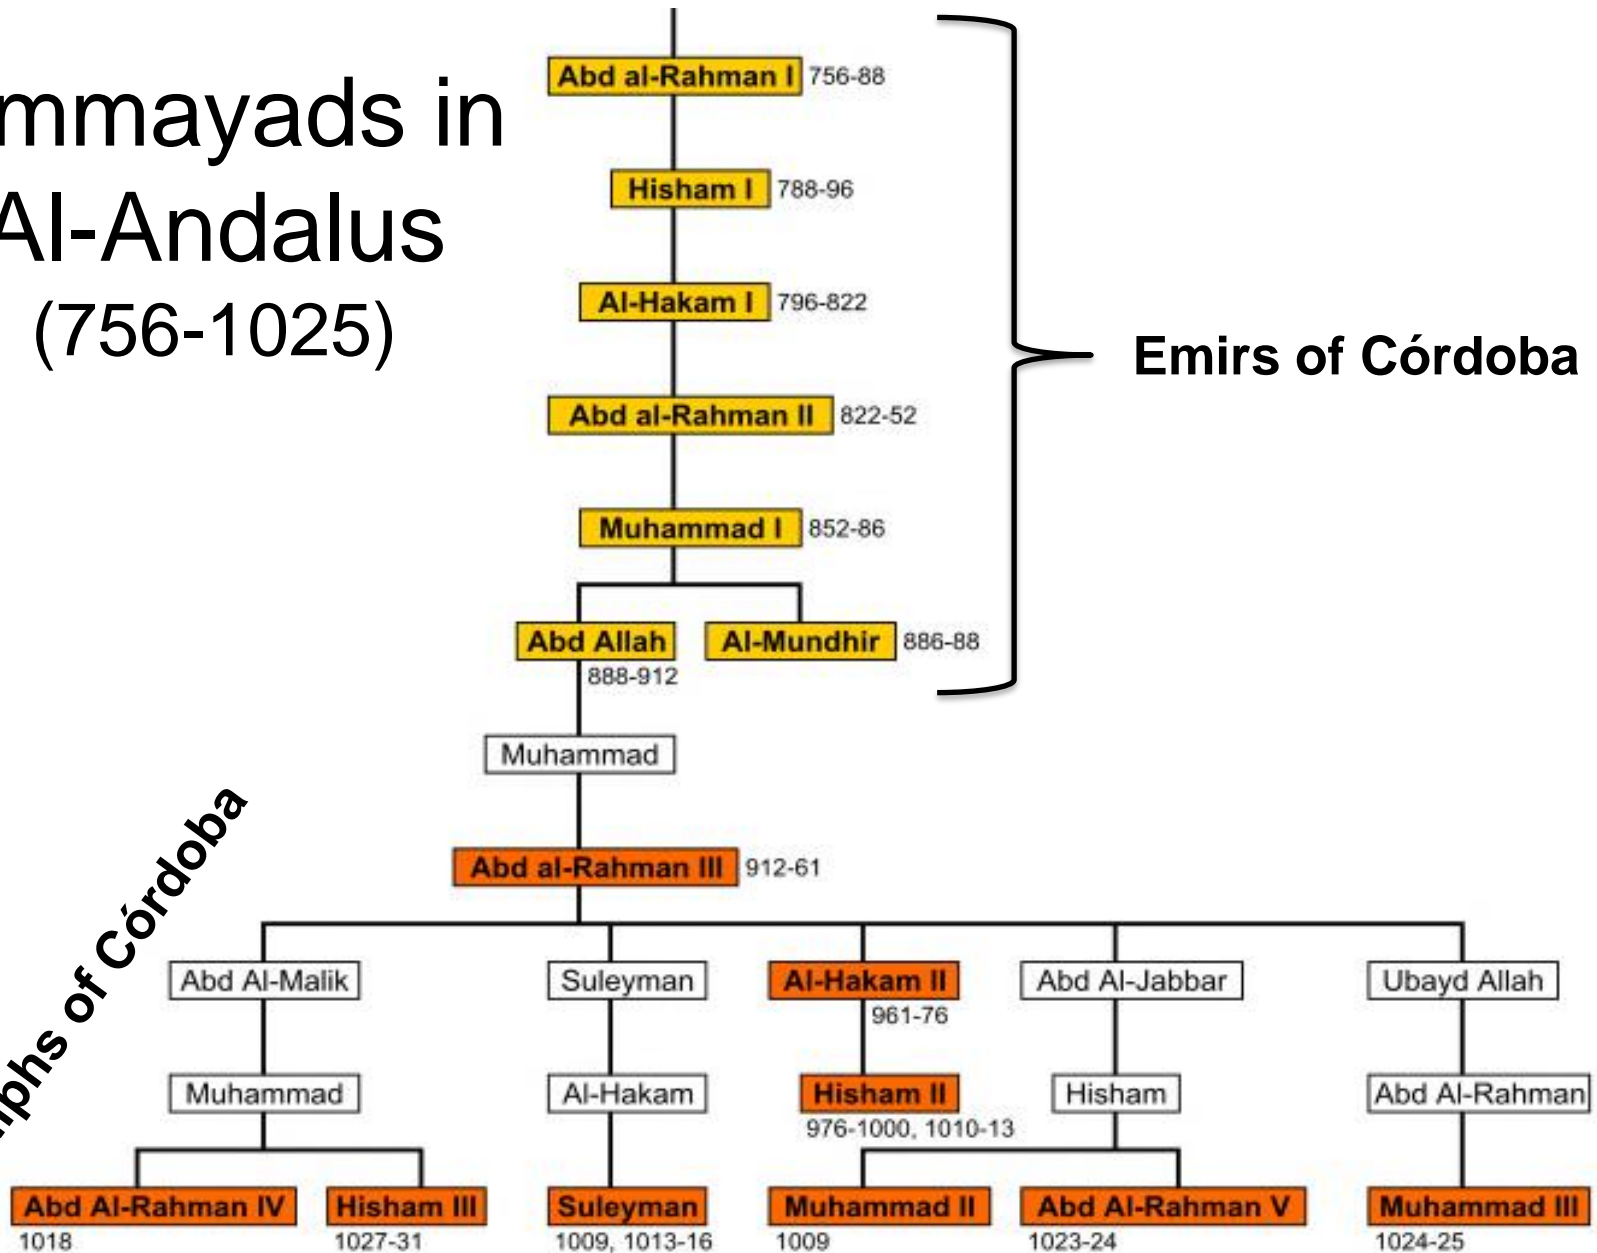 mmayads in
Al-Andalus
(756-1025)
Abd al-Rahman I 756-88
Hisham I 788-96
Al-Hakam I 796-822
Emirs of Córdoba
Abd al-Rahman II 822-52
Muhammad I 852-86
Abd Allah Al-Mundhir 886-88
888-912
Muhammad
Abd al-Rahman III 912-61
iphs of Córdoba
Abd Al-Malik Suleyman Al-Hakam II Abd Al-Jabbar Ubayd Allah
961-76
Muhammad Al-Hakam Hisham II Hisham Abd Al-Rahman
976-1000, 1010-13
Abd Al-Rahman IV Hisham III Suleyman Muhammad II Abd Al-Rahman V Muhammad III
1018 1027-31 1009, 1013-16 1009 1023-24 1024-25